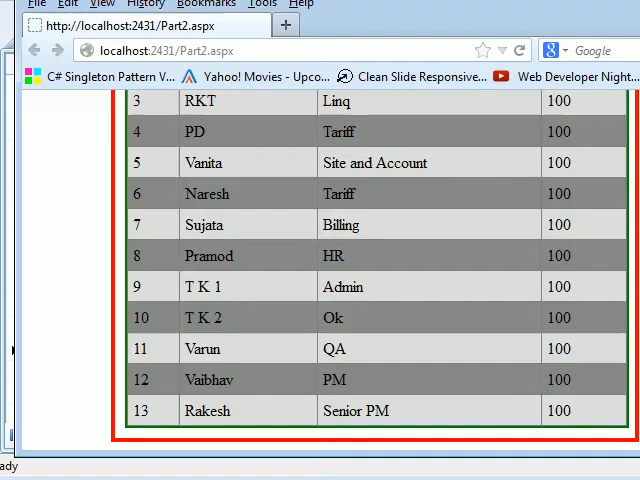 File Edit View History Bookmarks Tools Help
http://localhost:2431/Part2.aspx
localhost:2431/Part2.aspx
Google
C# Singleton Pattern V... Yahoo! Movies - Upco... Clean Slide Responsive... Web Developer Night...
3 RKT Linq 100
4 PD Tariff 100
5 Vanita Site and Account 100
6 Naresh Tariff 100
7 Sujata Billing 100
8 Pramod HR 100
9 T K 1 Admin 100
10 T K 2 Ok 100
11 Varun QA 100
12 Vaibhav PM 100
13 Rakesh Senior PM 100
ady